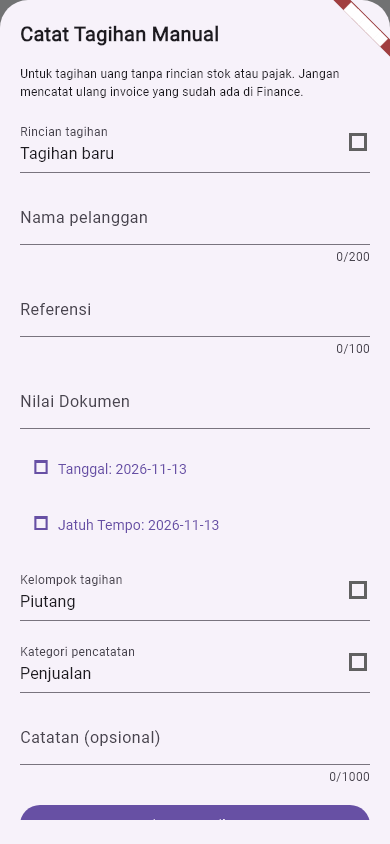 Catat Tagihan Manual
Untuk tagihan uang tanpa rincian stok atau pajak. Jangan
mencatat ulang invoice yang sudah ada di Finance.
Rincian tagihan
Tagihan baru
Nama pelanggan
0/200
Referensi
0/100
Nilai Dokumen
Tanggal: 2026-11-13
Jatuh Tempo: 2026-11-13
Kelompok tagihan
Piutang
Kategori pencatatan
Penjualan
Catatan (opsional)
0/1000